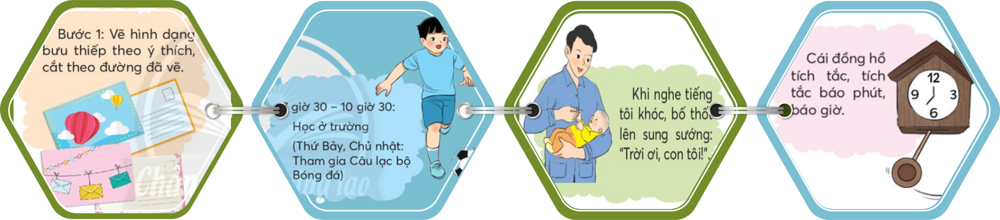 Bước 1: Vẽ hình dạng
bưu thiếp theo ý thích,
cắt theo đường đã vẽ.
giờ 30 – 10 giờ 30:
Học ở trường
(Thứ Bảy, Chủ nhật:
Tham gia Câu lạc bộ
Bóng đá)
Khi nghe tiếng
tôi khóc, bố thốt
lên sung sướng:
"Trời ơi, con tôi!".
Cái đồng hồ
tích tắc, tích
tắc báo phút,
báo giờ.
12
9 3
6